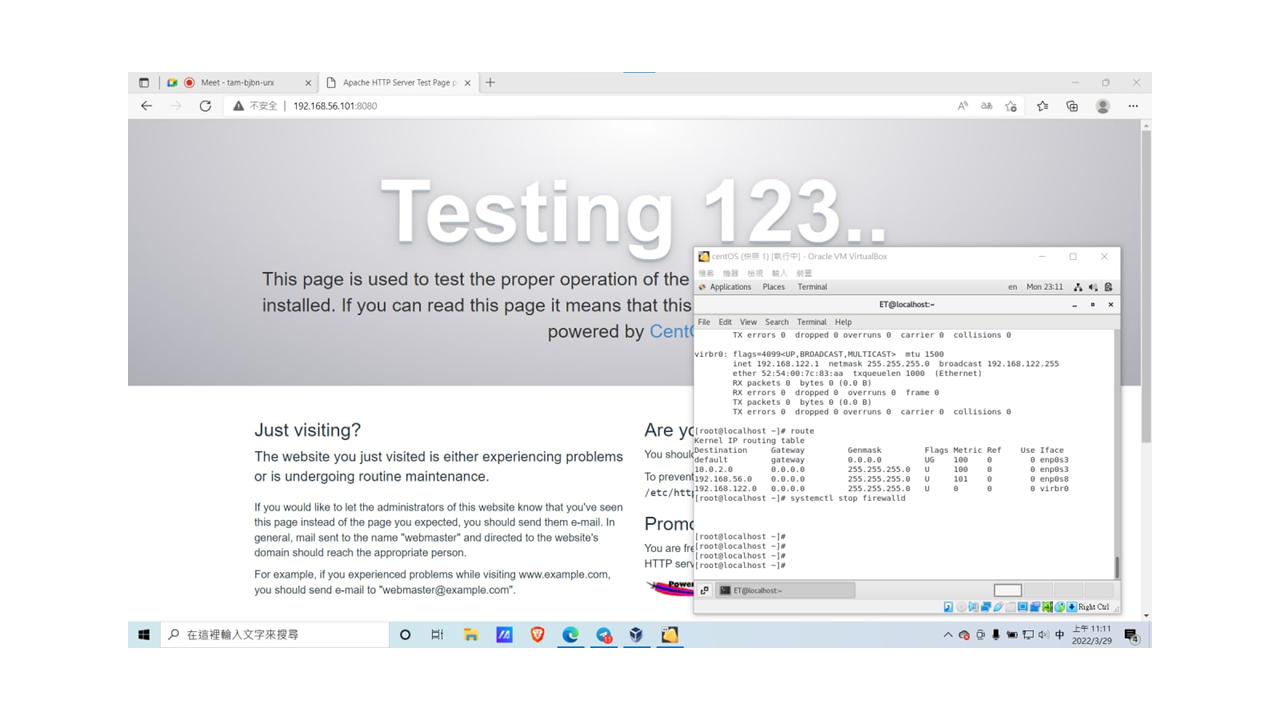 Meet - tam-bjbn-urx
Apache HTTP Server Test Page p
不安全 192.168.56.101:8080
Testing 123..
This page is used to test the proper operation of the
installed. If you can read this page it means that this
powered by Cent
Just visiting?
The website you just visited is either experiencing problems
or is undergoing routine maintenance.
If you would like to let the administrators of this website know that you've seen
this page instead of the page you expected, you should send them e-mail. In
general, mail sent to the name "webmaster" and directed to the website's
domain should reach the appropriate person.
For example, if you experienced problems while visiting www.example.com,
you should send e-mail to "webmaster@example.com".
Are yo
You should
To prevent
/etc/http
Promo
You are fre
HTTP serv
Power
centOS (快照 1) [執行中] - Oracle VM VirtualBox
檔案 機器 檢視 輸入 裝置
Applications Places Terminal en Mon 23:11
ET@localhost:~
File Edit View Search Terminal Help
TX errors 0 dropped 0 overruns 0 carrier 0 collisions 0
virbr0: flags=4099<UP,BROADCAST,MULTICAST> mtu 1500
inet 192.168.122.1 netmask 255.255.255.0 broadcast 192.168.122.255
ether 52:54:00:7c:83:aa txqueuelen 1000 (Ethernet)
RX packets 0 bytes 0 (0.0 B)
RX errors 0 dropped 0 overruns 0 frame 0
TX packets 0 bytes 0 (0.0 B)
TX errors 0 dropped 0 overruns 0 carrier 0 collisions 0
[root@localhost ~]# route
Kernel IP routing table
Destination Gateway Genmask Flags Metric Ref Use Iface
default gateway 0.0.0.0 UG 100 0 0 enp0s3
10.0.2.0 0.0.0.0 255.255.255.0 U 100 0 0 enp0s3
192.168.56.0 0.0.0.0 255.255.255.0 U 101 0 0 enp0s8
192.168.122.0 0.0.0.0 255.255.255.0 U 0 0 0 virbr0
[root@localhost ~]# systemctl stop firewalld
[root@localhost ~]#
[root@localhost ~]#
[root@localhost ~]#
[root@localhost ~]#
ET@localhost:~
Right Ctrl
在這裡輸入文字來搜尋
中
上午 11:11
2022/3/29
4